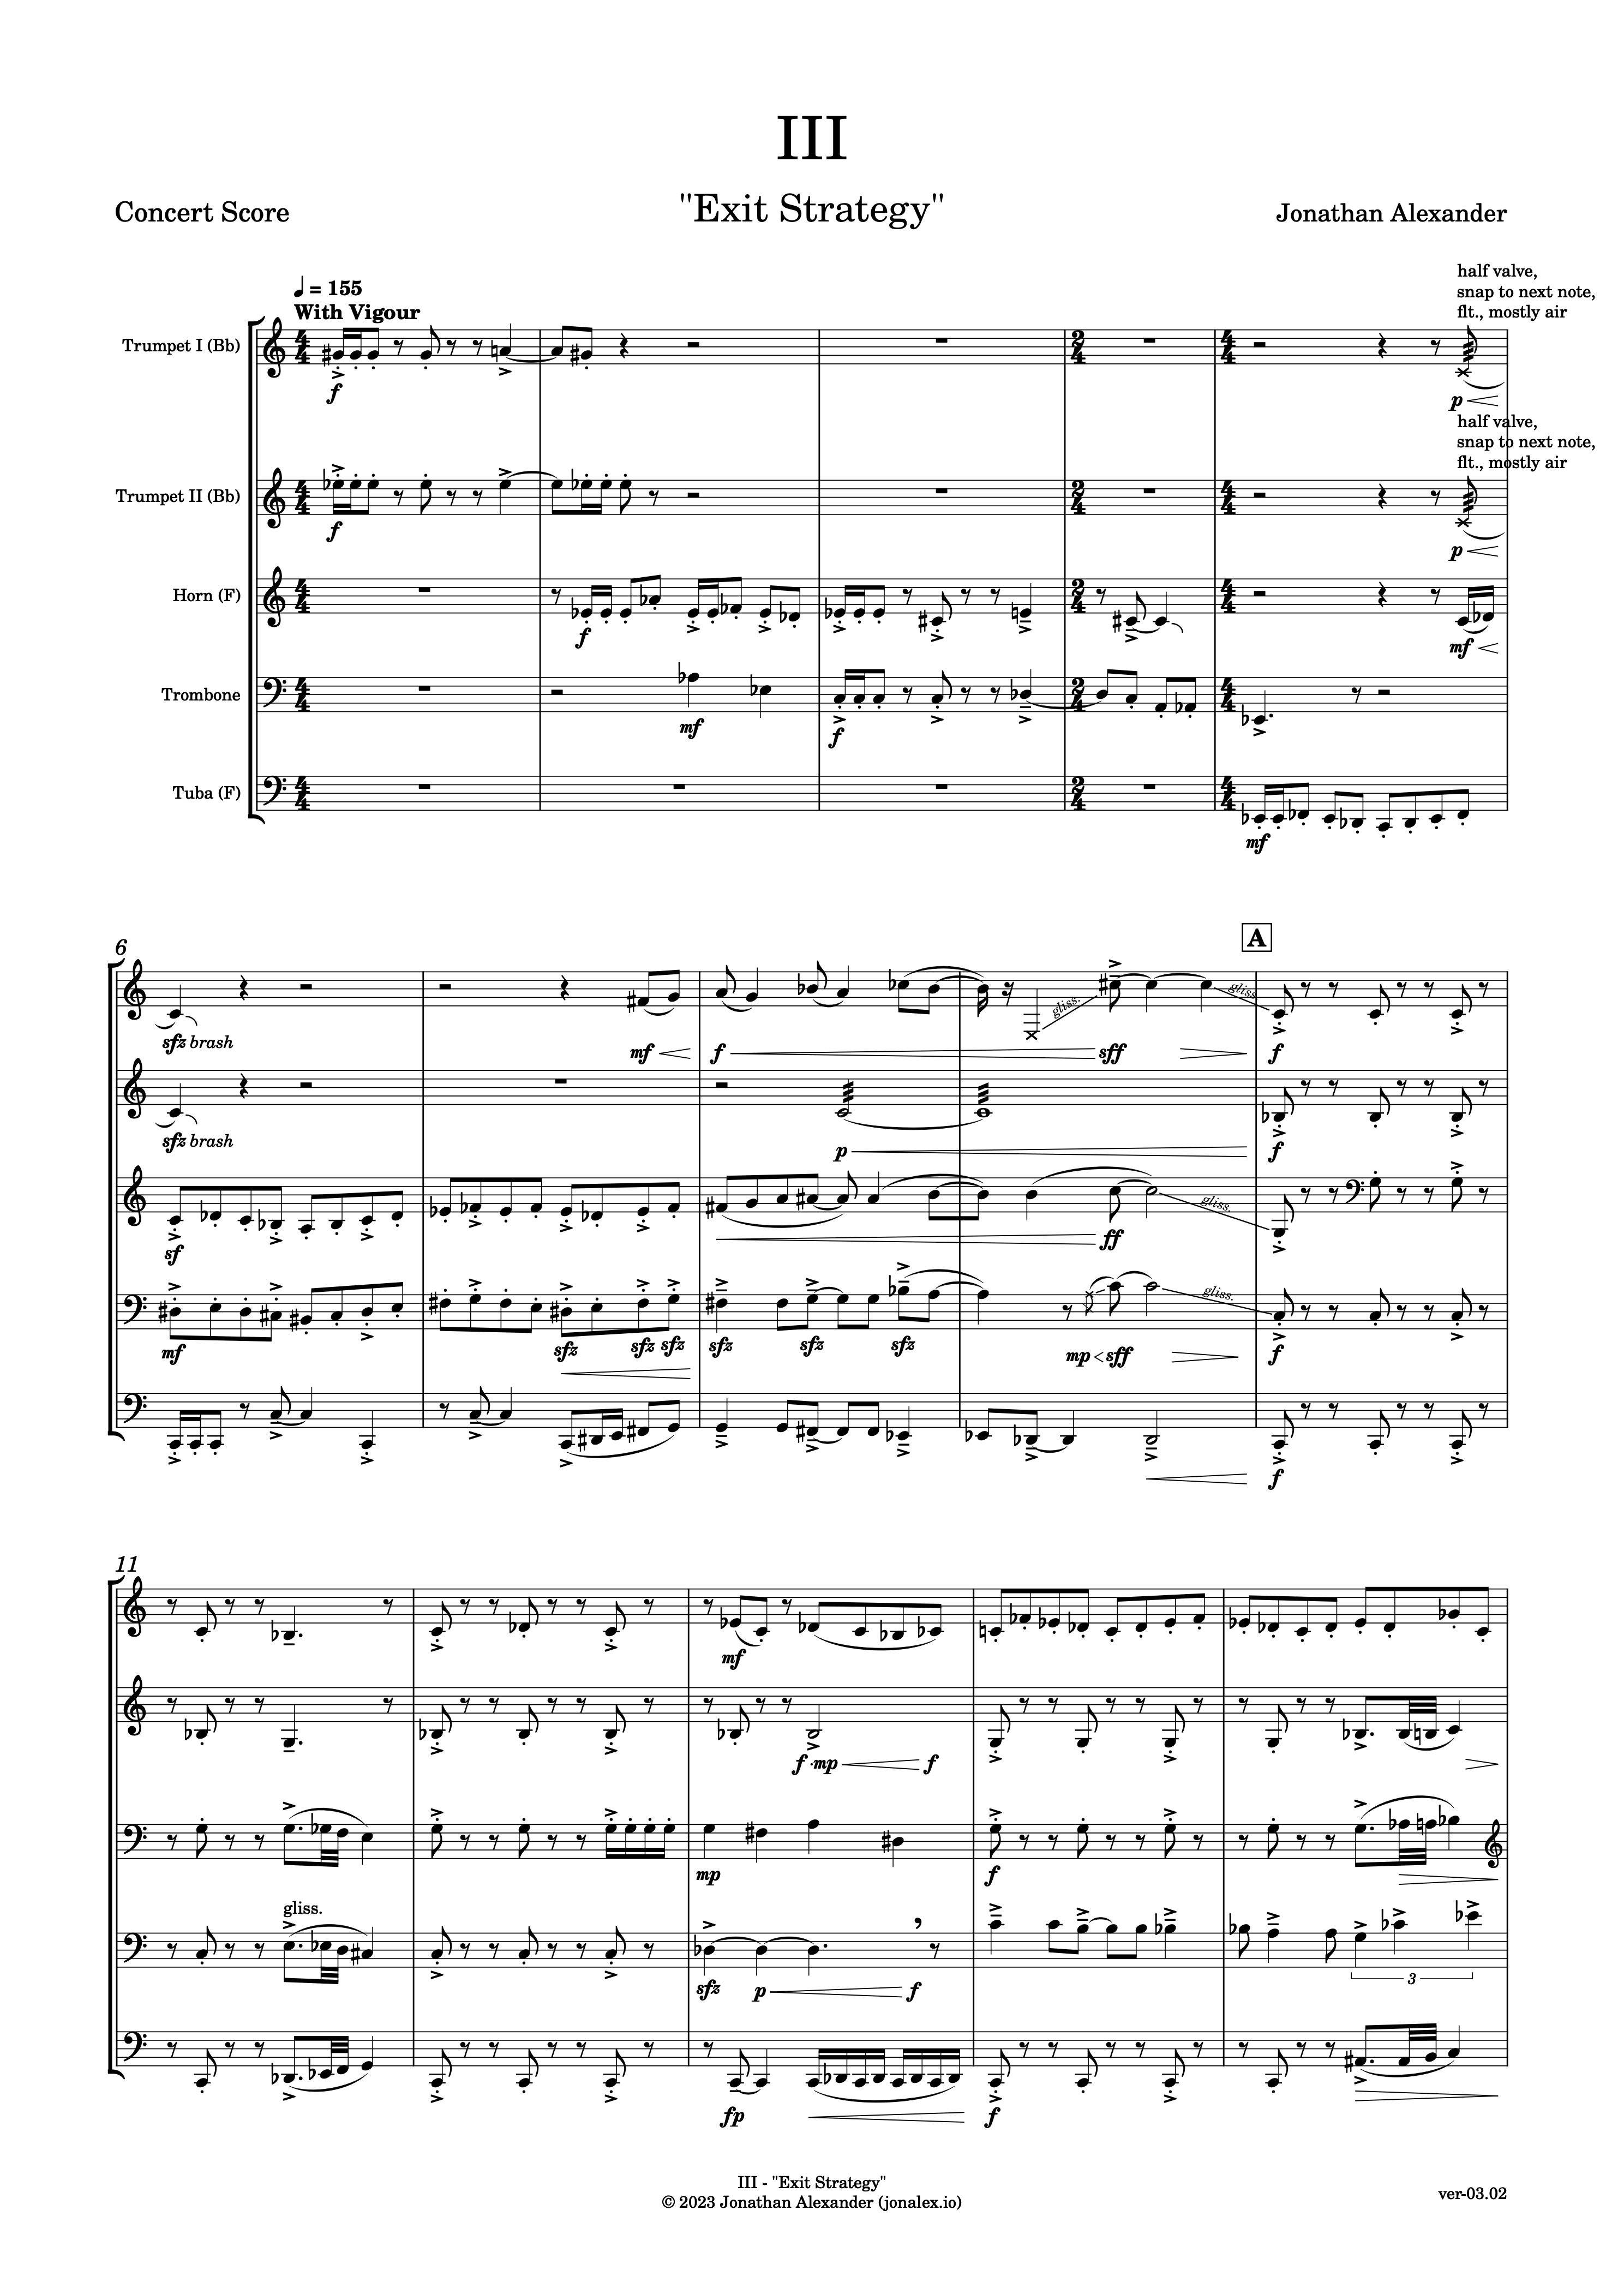 III
"Exit Strategy"
Concert Score
Jonathan Alexander
♩ = 155
With Vigour
half valve,
snap to next note,
flt., mostly air
Trumpet I (Bb)
f
p
half valve,
snap to next note,
flt., mostly air
Trumpet II (Bb)
f
p
Horn (F)
f
mf
Trombone
mf
f
Tuba (F)
mf
A
6
gliss.
gliss.
sfz brash
mf
f
sff
f
sfz brash
p
f
gliss.
sf
ff
gliss.
mf
sfz
sfz
sfz
sfz
sfz
sfz
mp
sff
f
f
11
mf
f
mp
f
mp
f
gliss.
3
sfz
p
f
fp
f
III - "Exit Strategy"
© 2023 Jonathan Alexander (jonalex.io)
ver-03.02